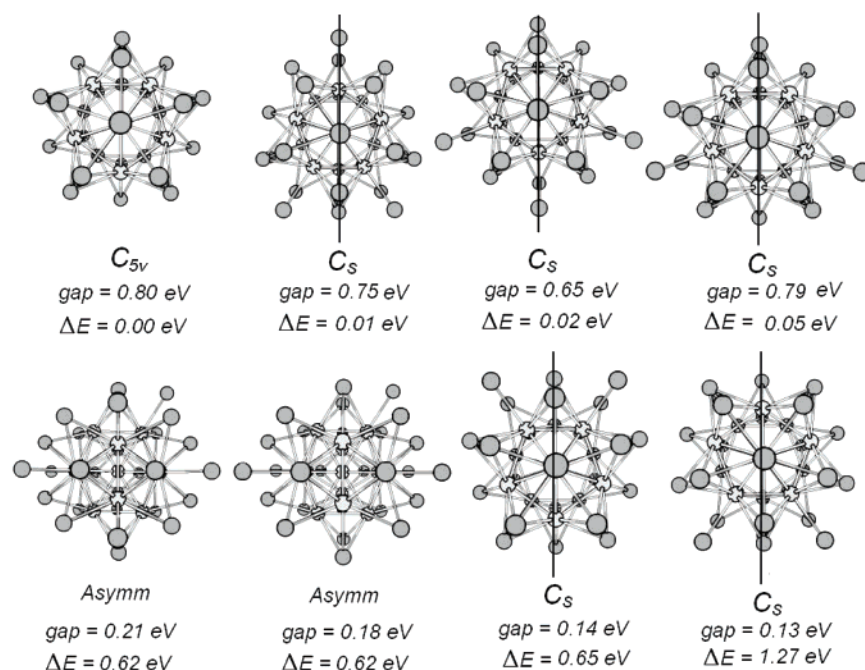 C5v Cs Cs Cs
gap = 0.80 eV gap = 0.75 eV gap = 0.65 eV gap = 0.79 eV
ΔE = 0.00 eV ΔE = 0.01 eV ΔE = 0.02 eV ΔE = 0.05 eV
Asymm Asymm Cs Cs
gap = 0.21 eV gap = 0.18 eV gap = 0.14 eV gap = 0.13 eV
ΔE = 0.62 eV ΔE = 0.62 eV ΔE = 0.65 eV ΔE = 1.27 eV